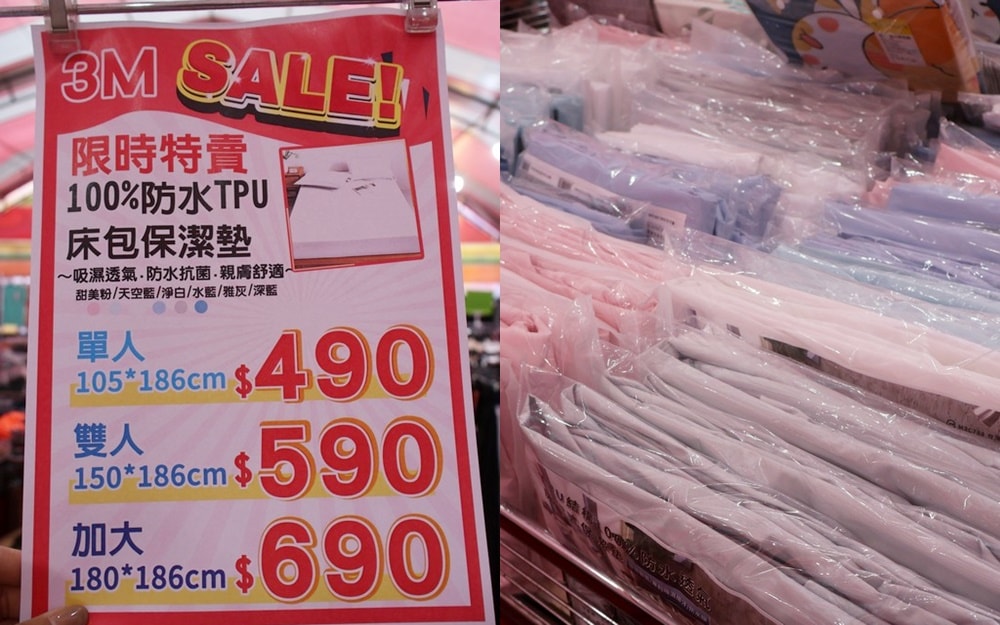 3M SALE!
限時特賣
100%防水TPU
床包保潔墊
～吸濕透氣.防水抗菌.親膚舒適～
甜美粉/天空藍/淨白/水藍/雅灰/深藍
單人
105*186cm $490
雙人
150*186cm $590
加大
180*186cm $690